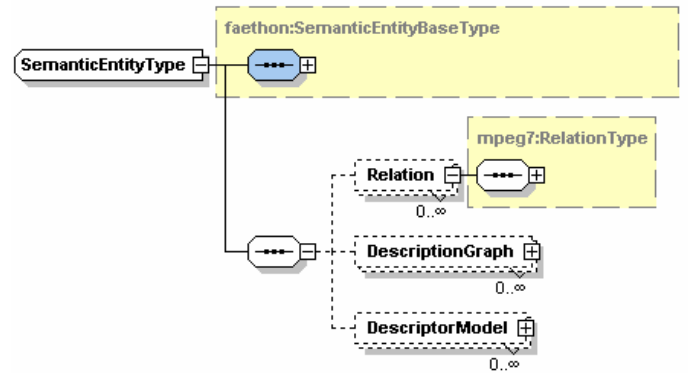 faethon:SemanticEntityBaseType
SemanticEntityType
mpeg7:RelationType
Relation
0..∞
DescriptionGraph
0..∞
DescriptorModel
0..∞